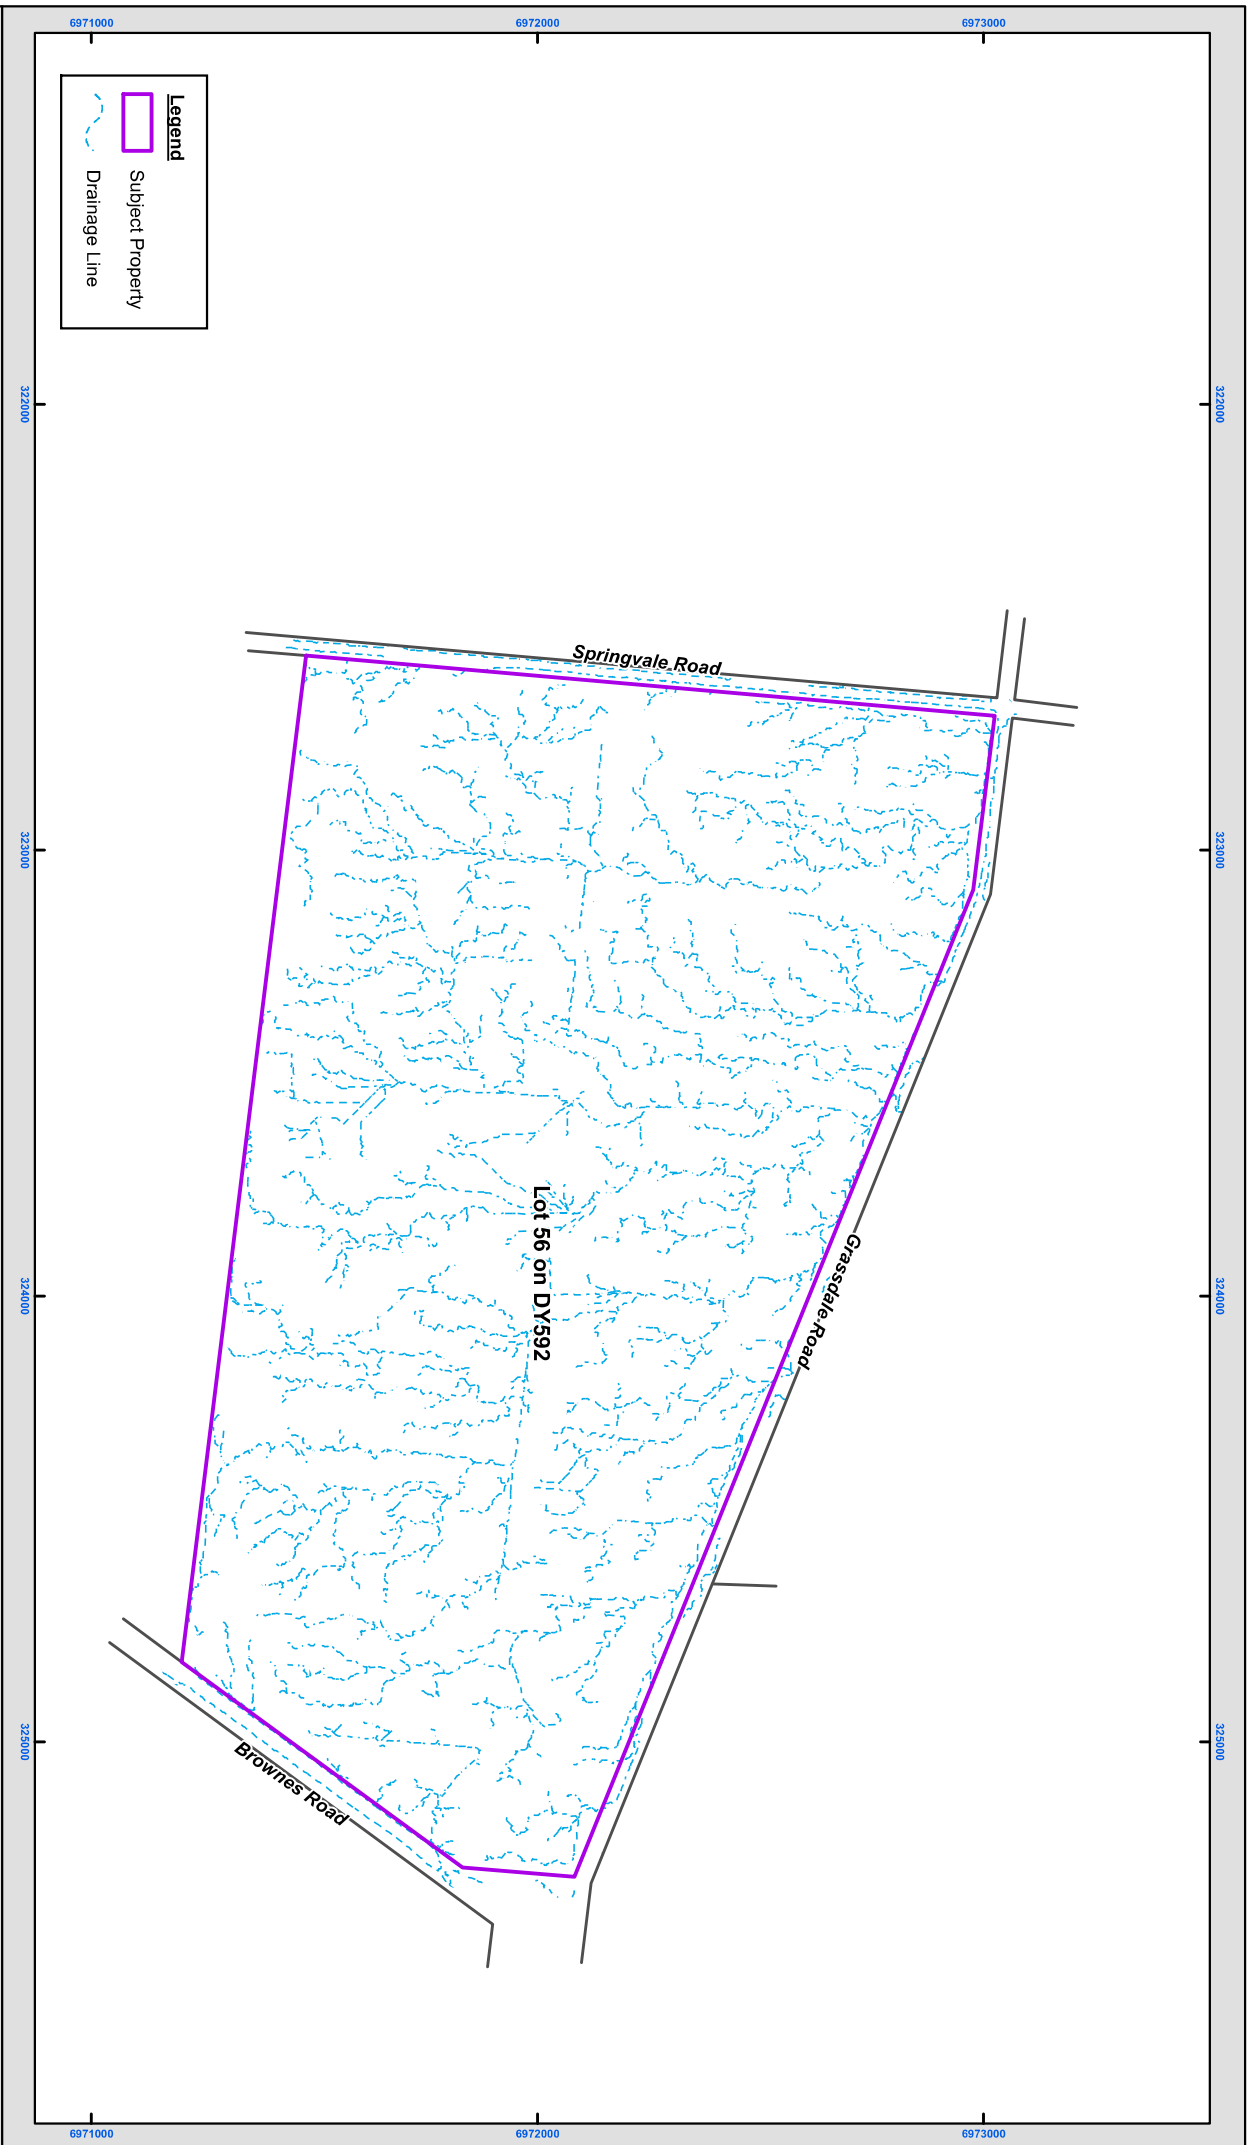 6971000
6972000
6973000
Legend
Subject Property
Drainage Line
322000
322000
Springvale Road
323000
323000
Lot 56 on DY592
Grassdale Road
324000
324000
325000
325000
Brownes Road
6971000
6972000
6973000